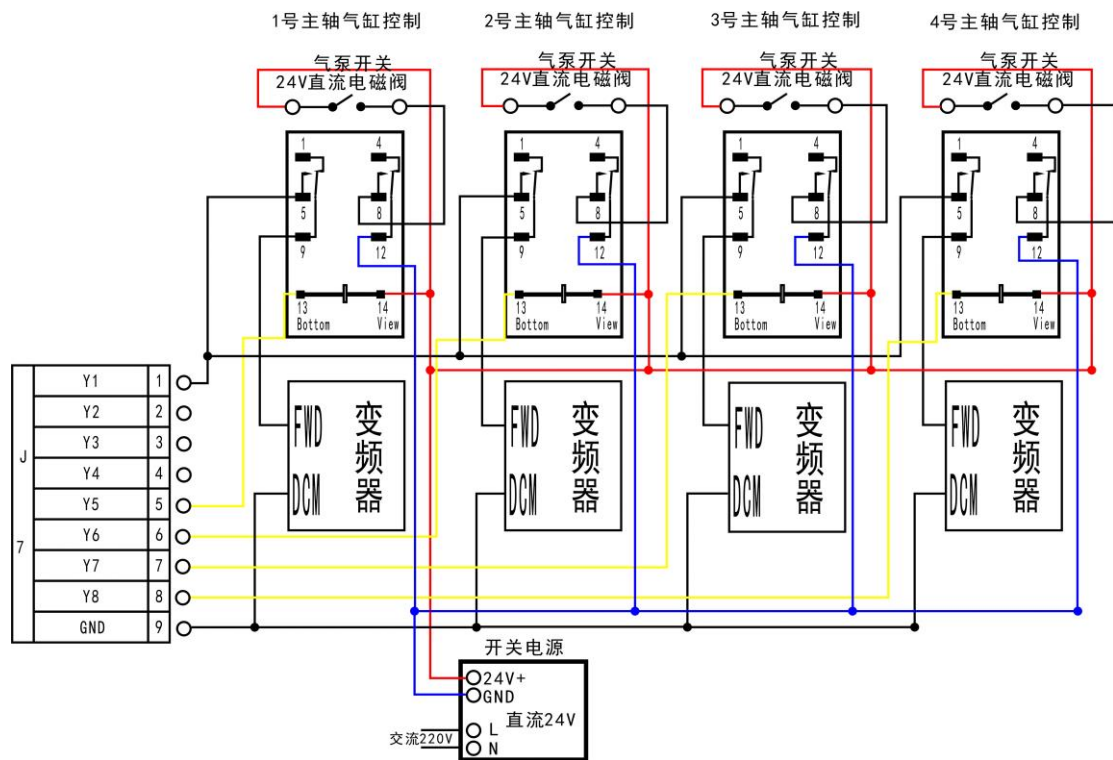 1号主轴气缸控制
2号主轴气缸控制
3号主轴气缸控制
4号主轴气缸控制
气泵开关
24V直流电磁阀
气泵开关
24V直流电磁阀
气泵开关
24V直流电磁阀
气泵开关
24V直流电磁阀
1 4
5 8
9 12
13 14
Bottom View
1 4
5 8
9 12
13 14
Bottom View
1 4
5 8
9 12
13 14
Bottom View
1 4
5 8
9 12
13 14
Bottom View
J7
Y1 1
Y2 2
Y3 3
Y4 4
Y5 5
Y6 6
Y7 7
Y8 8
GND 9
FWD
DCM
变频器
FWD
DCM
变频器
FWD
DCM
变频器
FWD
DCM
变频器
开关电源
24V+
GND
直流24V
交流220V
L
N